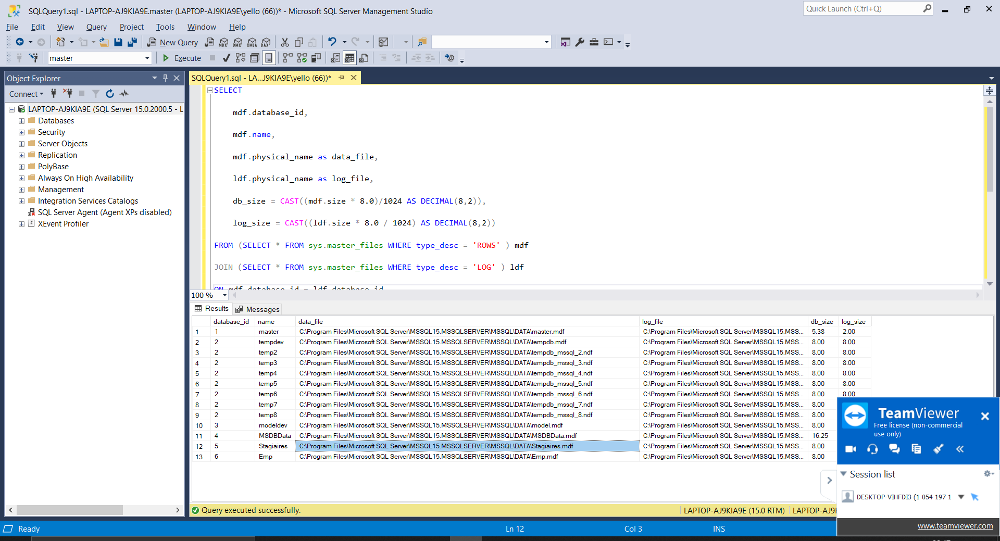 SQLQuery1.sql - LAPTOP-AJ9KIA9E.master (LAPTOP-AJ9KIA9E\yello (66))* - Microsoft SQL Server Management Studio
Quick Launch (Ctrl+Q)
File Edit View Query Project Tools Window Help
New Query MDX DMX XMLA DAX
master Execute
Object Explorer
Connect
LAPTOP-AJ9KIA9E (SQL Server 15.0.2000.5 - L
Databases
Security
Server Objects
Replication
PolyBase
Always On High Availability
Management
Integration Services Catalogs
SQL Server Agent (Agent XPs disabled)
XEvent Profiler
SQLQuery1.sql - LA...J9KIA9E\yello (66))*
SELECT
mdf.database_id,
mdf.name,
mdf.physical_name as data_file,
ldf.physical_name as log_file,
db_size = CAST((mdf.size * 8.0)/1024 AS DECIMAL(8,2)),
log_size = CAST((ldf.size * 8.0 / 1024) AS DECIMAL(8,2))
FROM (SELECT * FROM sys.master_files WHERE type_desc = 'ROWS' ) mdf
JOIN (SELECT * FROM sys.master_files WHERE type_desc = 'LOG' ) ldf
ON mdf.database_id = ldf.database_id
100 %
Results Messages
database_id name data_file log_file db_size log_size
1 1 master C:\Program Files\Microsoft SQL Server\MSSQL15.MSSQLSERVER\MSSQL\DATA\master.mdf C:\Program Files\Microsoft SQL Server\MSSQL15.MSS... 5.38 2.00
2 2 tempdev C:\Program Files\Microsoft SQL Server\MSSQL15.MSSQLSERVER\MSSQL\DATA\tempdb.mdf C:\Program Files\Microsoft SQL Server\MSSQL15.MSS... 8.00 8.00
3 2 temp2 C:\Program Files\Microsoft SQL Server\MSSQL15.MSSQLSERVER\MSSQL\DATA\tempdb_mssql_2.ndf C:\Program Files\Microsoft SQL Server\MSSQL15.MSS... 8.00 8.00
4 2 temp3 C:\Program Files\Microsoft SQL Server\MSSQL15.MSSQLSERVER\MSSQL\DATA\tempdb_mssql_3.ndf C:\Program Files\Microsoft SQL Server\MSSQL15.MSS... 8.00 8.00
5 2 temp4 C:\Program Files\Microsoft SQL Server\MSSQL15.MSSQLSERVER\MSSQL\DATA\tempdb_mssql_4.ndf C:\Program Files\Microsoft SQL Server\MSSQL15.MSS... 8.00 8.00
6 2 temp5 C:\Program Files\Microsoft SQL Server\MSSQL15.MSSQLSERVER\MSSQL\DATA\tempdb_mssql_5.ndf C:\Program Files\Microsoft SQL Server\MSSQL15.MSS... 8.00 8.00
7 2 temp6 C:\Program Files\Microsoft SQL Server\MSSQL15.MSSQLSERVER\MSSQL\DATA\tempdb_mssql_6.ndf C:\Program Files\Microsoft SQL Server\MSSQL15.MSS... 8.00 8.00
8 2 temp7 C:\Program Files\Microsoft SQL Server\MSSQL15.MSSQLSERVER\MSSQL\DATA\tempdb_mssql_7.ndf C:\Program Files\Microsoft SQL Server\MSSQL15.MSS... 8.00
9 2 temp8 C:\Program Files\Microsoft SQL Server\MSSQL15.MSSQLSERVER\MSSQL\DATA\tempdb_mssql_8.ndf C:\Program Files\Microsoft SQL Server\MSSQL15.MSS... 8.00
10 3 modeldev C:\Program Files\Microsoft SQL Server\MSSQL15.MSSQLSERVER\MSSQL\DATA\model.mdf C:\Program Files\Microsoft SQL Server\MSSQL15.MSS... 8.00
11 4 MSDBData C:\Program Files\Microsoft SQL Server\MSSQL15.MSSQLSERVER\MSSQL\DATA\MSDBData.mdf C:\Program Files\Microsoft SQL Server\MSSQL15.MSS... 16.25
12 5 Stagiaires C:\Program Files\Microsoft SQL Server\MSSQL15.MSSQLSERVER\MSSQL\DATA\Stagiaires.mdf C:\Program Files\Microsoft SQL Server\MSSQL15.MSS... 8.00
13 6 Emp C:\Program Files\Microsoft SQL Server\MSSQL15.MSSQLSERVER\MSSQL\DATA\Emp.mdf C:\Program Files\Microsoft SQL Server\MSSQL15.MSS... 8.00
TeamViewer
Free license (non-commercial
use only)
Session list
DESKTOP-VIHFDI3 (1 054 197 1
www.teamviewer.com
Query executed successfully. LAPTOP-AJ9KIA9E (15.0 RTM) LAPTOP-AJ9
Ready Ln 12 Col 3 INS